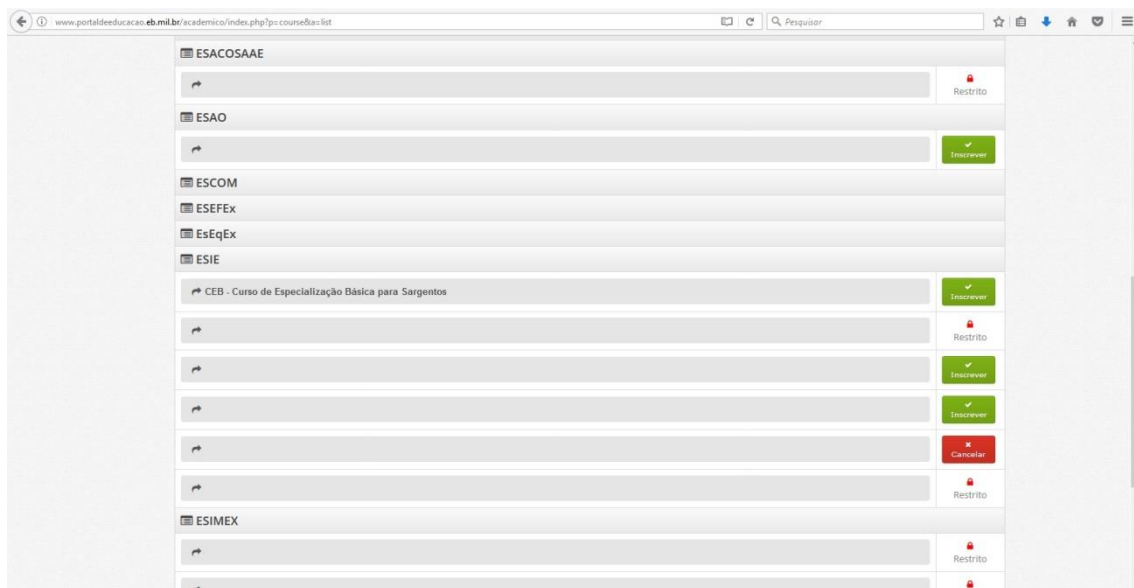 www.portaldeeducacao.eb.mil.br/academico/index.php?p=course&ta=list
Pesquisar
ESACOSAAE
Restrito
ESAO
Inscrever
ESCOM
ESEFEx
EsEqEx
ESIE
CEB - Curso de Especialização Básica para Sargentos
Inscrever
Restrito
Inscrever
Inscrever
Cancelar
Restrito
ESIMEX
Restrito